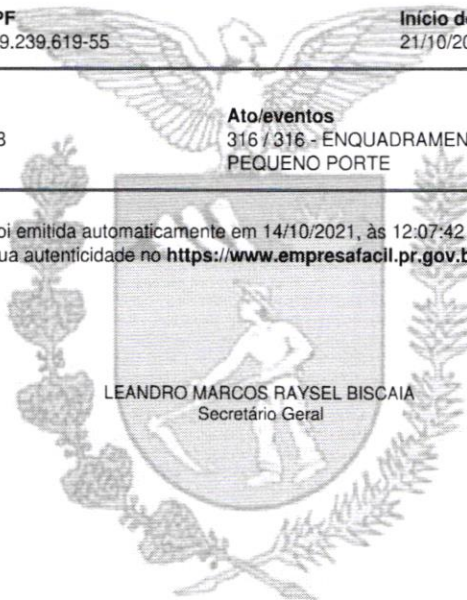 PF Início d
9.239.619-55 21/10/20
Ato/eventos
3 316 / 316 - ENQUADRAMEN
PEQUENO PORTE
oi emitida automaticamente em 14/10/2021, às 12:07:42
ua autenticidade no https://www.empresafacil.pr.gov.b
LEANDRO MARCOS RAYSEL BISCAIA
Secretário Geral